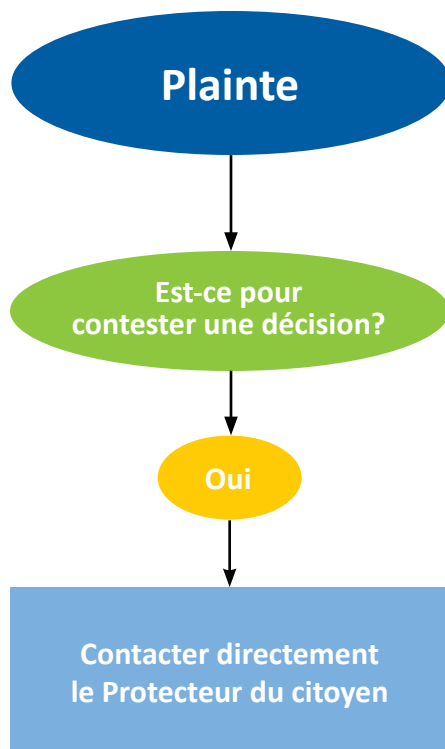 Plainte
Est-ce pour
contester une décision?
Oui
Contacter directement
le Protecteur du citoyen